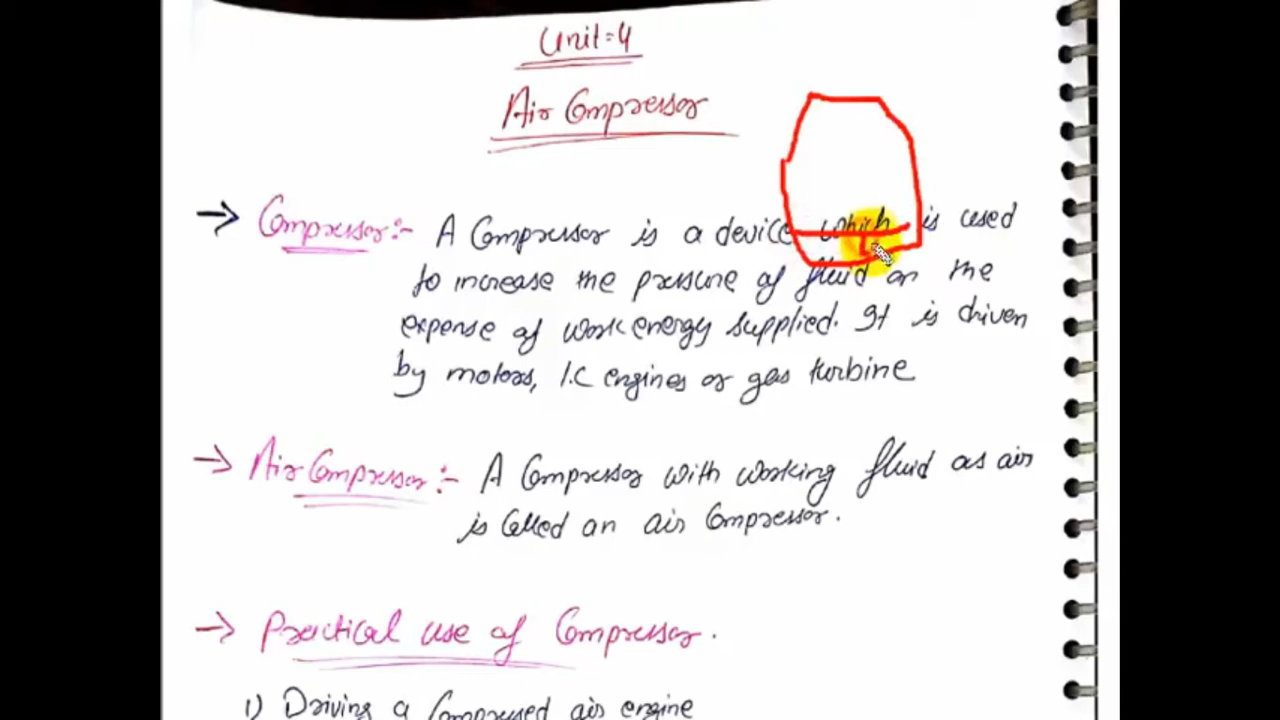 Unit=4
Air Compressor
→ Compressor:- A Compressor is a device which is used
to increase the pressure of fluid on the
expense of work energy supplied. It is driven
by motors, I.C engines or gas turbine
→ Air Compressor:- A Compressor with working fluid as air
is Called an air Compressor.
→ Practical use of Compressor.
1) Driving a Compressed air engine